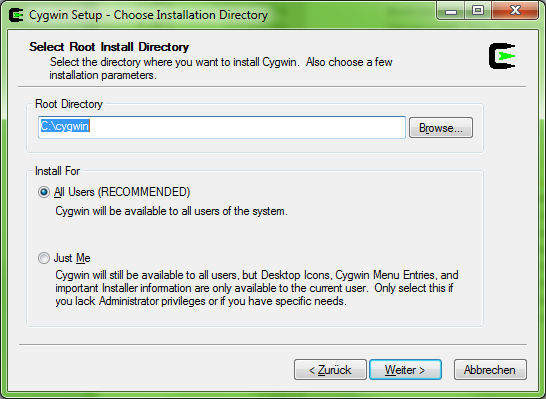 Cygwin Setup - Choose Installation Directory
Select Root Install Directory
Select the directory where you want to install Cygwin. Also choose a few
installation parameters.
Root Directory
C:\cygwin
Browse...
Install For
All Users (RECOMMENDED)
Cygwin will be available to all users of the system.
Just Me
Cygwin will still be available to all users, but Desktop Icons, Cygwin Menu Entries, and
important Installer information are only available to the current user. Only select this if
you lack Administrator privileges or if you have specific needs.
< Zurück
Weiter >
Abbrechen